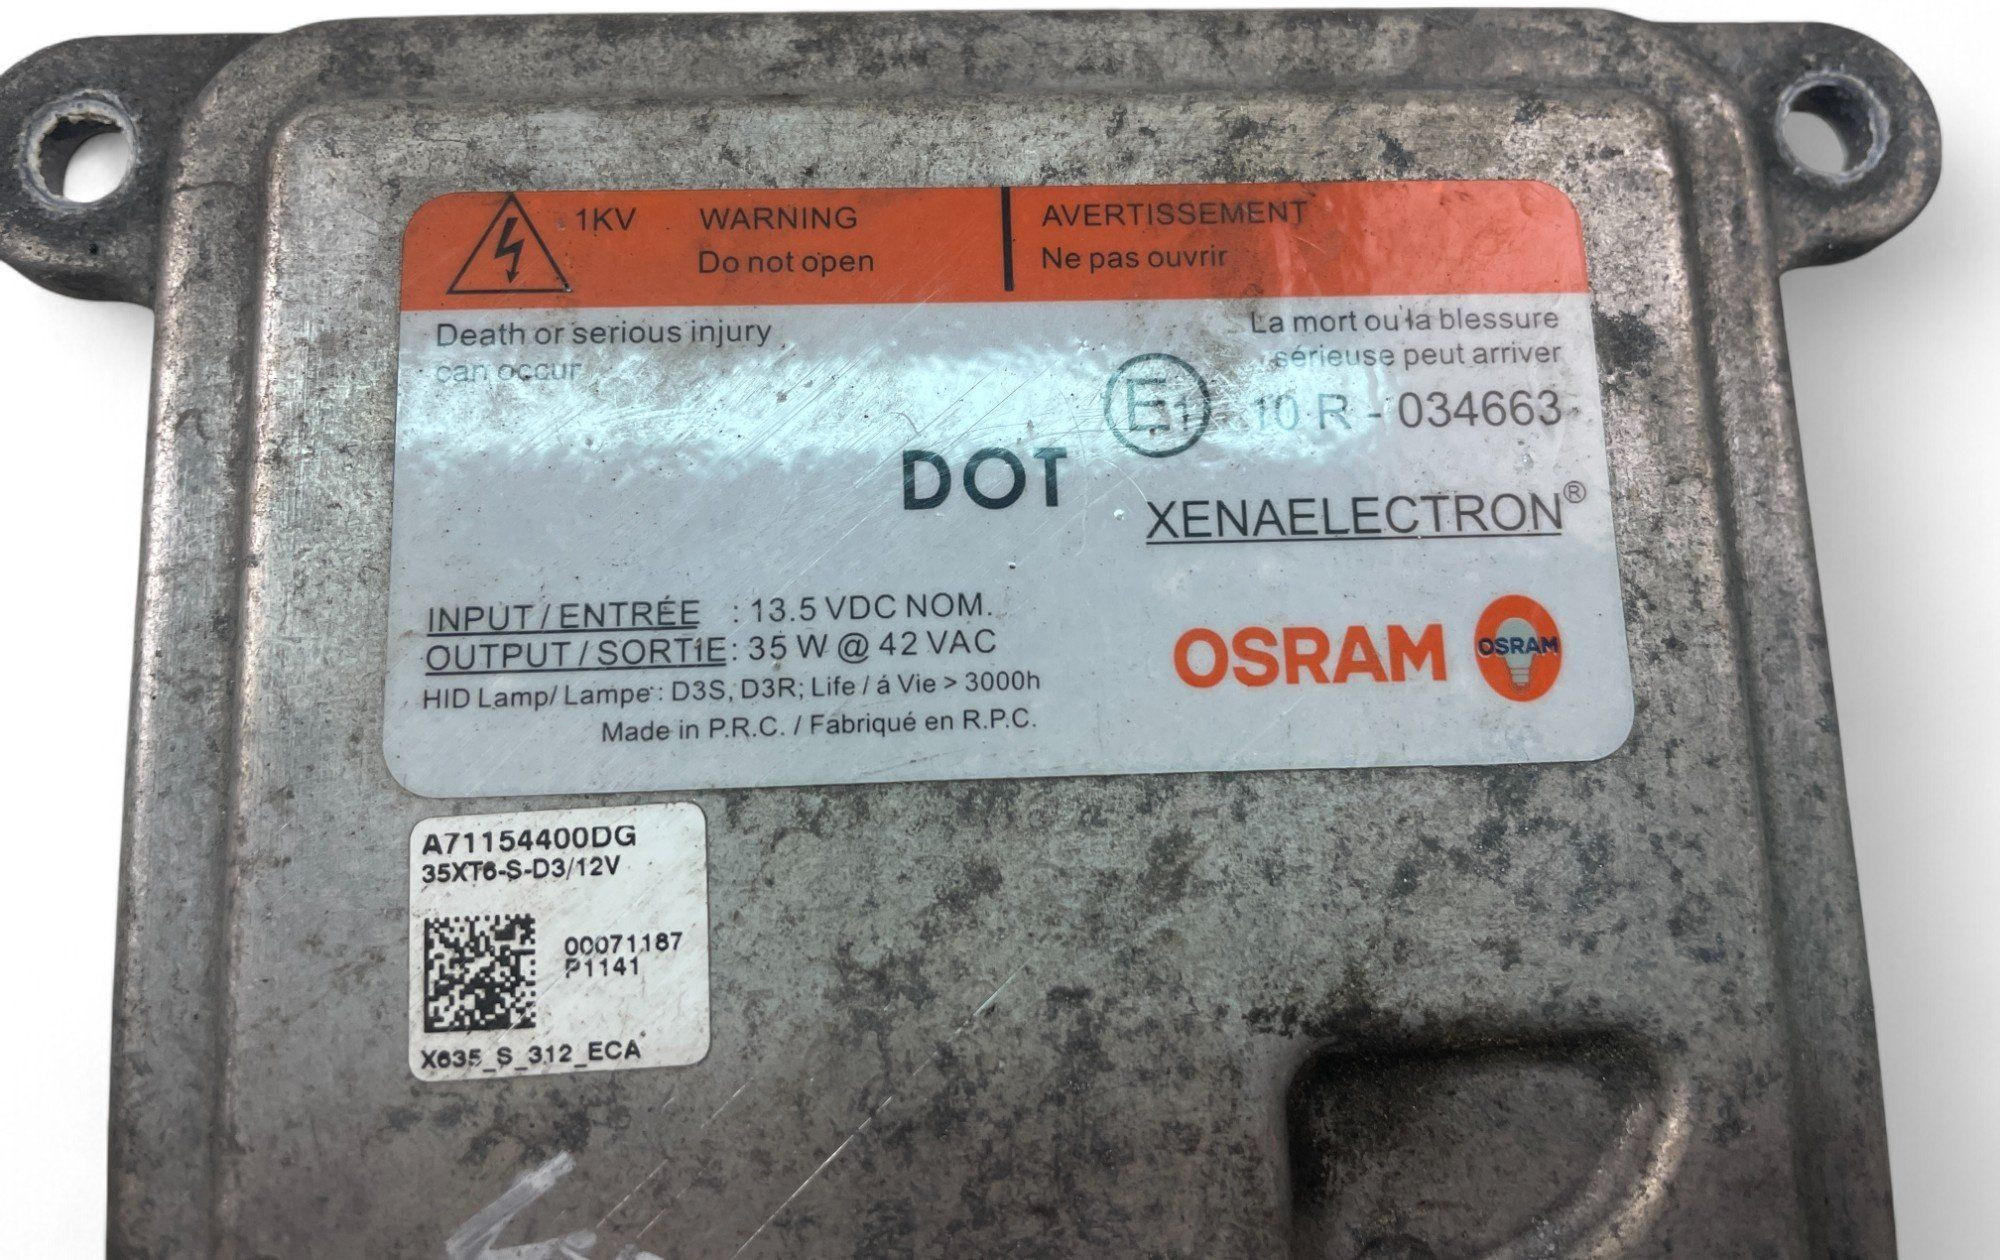 1KV WARNING
Do not open
AVERTISSEMENT
Ne pas ouvrir
Death or serious injury
can occur
La mort ou la blessure
sérieuse peut arriver
E1 10 R - 034663
DOT
XENAELECTRON®
INPUT / ENTRÉE : 13.5 VDC NOM.
OUTPUT / SORTIE : 35 W @ 42 VAC
HID Lamp/ Lampe : D3S, D3R; Life / á Vie > 3000h
Made in P.R.C. / Fabriqué en R.P.C.
OSRAM OSRAM
A71154400DG
35XT6-S-D3/12V
00071187
P1141
X635_S_312_ECA